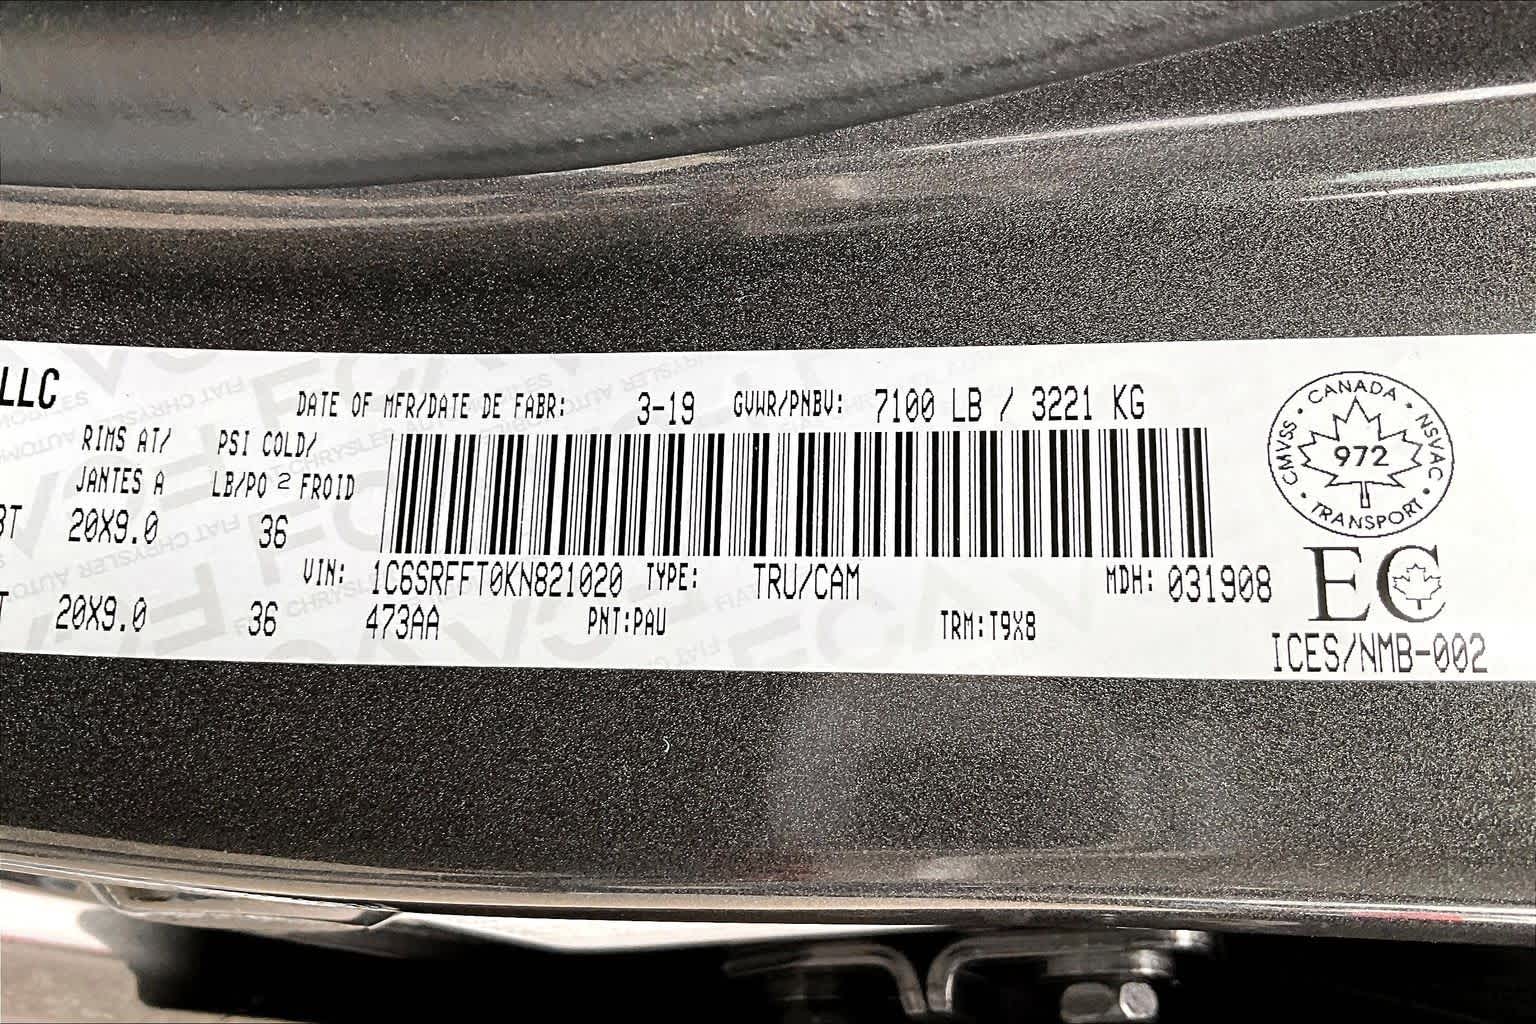 LLC
DATE OF MFR/DATE DE FABR: 3-19 GVWR/PNBV: 7100 LB / 3221 KG
RIMS AT/ PSI COLD/
JANTES A LB/PO 2 FROID
20X9.0 36
VIN: 1C6SRFFT0KN821020 TYPE: TRU/CAM MDH: 031908
20X9.0 36 473AA PNT:PAU TRM:T9X8
CANADA
CMVSS 972 NSVAC
TRANSPORT
EC
ICES/NMB-002